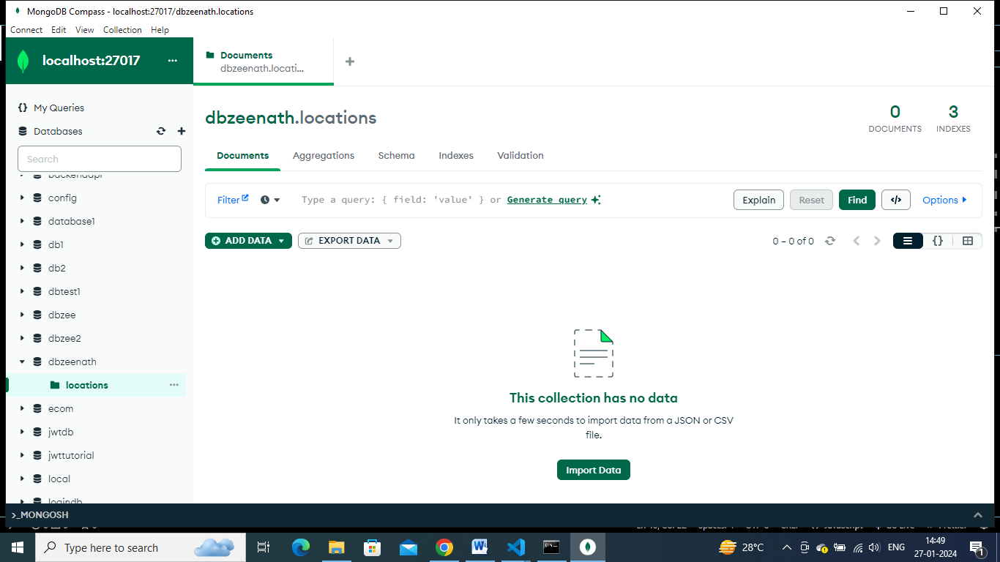 MongoDB Compass - localhost:27017/dbzeenath.locations
Connect Edit View Collection Help
localhost:27017 ...
Documents
dbzeenath.locati...
{} My Queries
Databases
Search
backendapi
config
database1
db1
db2
dbtest1
dbzee
dbzee2
dbzeenath
locations
ecom
jwtdb
jwttutorial
local
logindb
dbzeenath.locations
0
DOCUMENTS
3
INDEXES
Documents Aggregations Schema Indexes Validation
Filter Type a query: { field: 'value' } or Generate query Explain Reset Find </> Options
ADD DATA EXPORT DATA 0 – 0 of 0 {}
This collection has no data
It only takes a few seconds to import data from a JSON or CSV
file.
Import Data
>_MONGOSH
Type here to search
28°C
ENG
14:49
27-01-2024
1